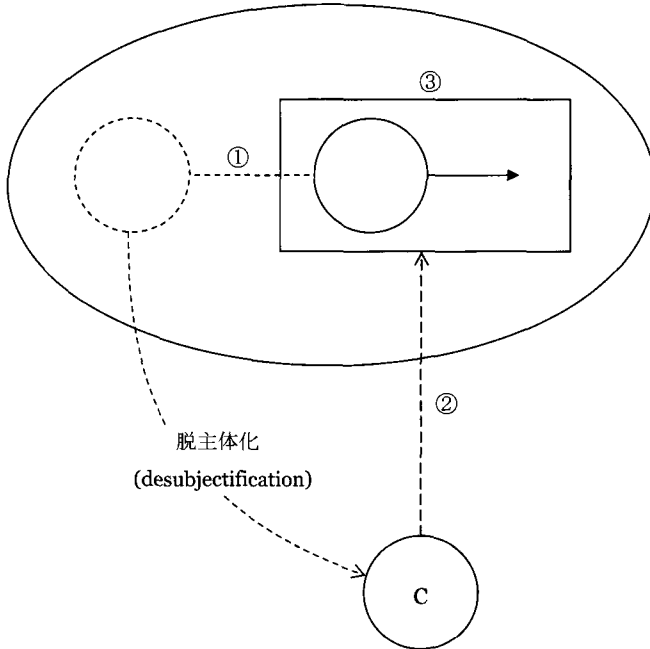 ③
①
②
脱主体化
(desubjectification)
C